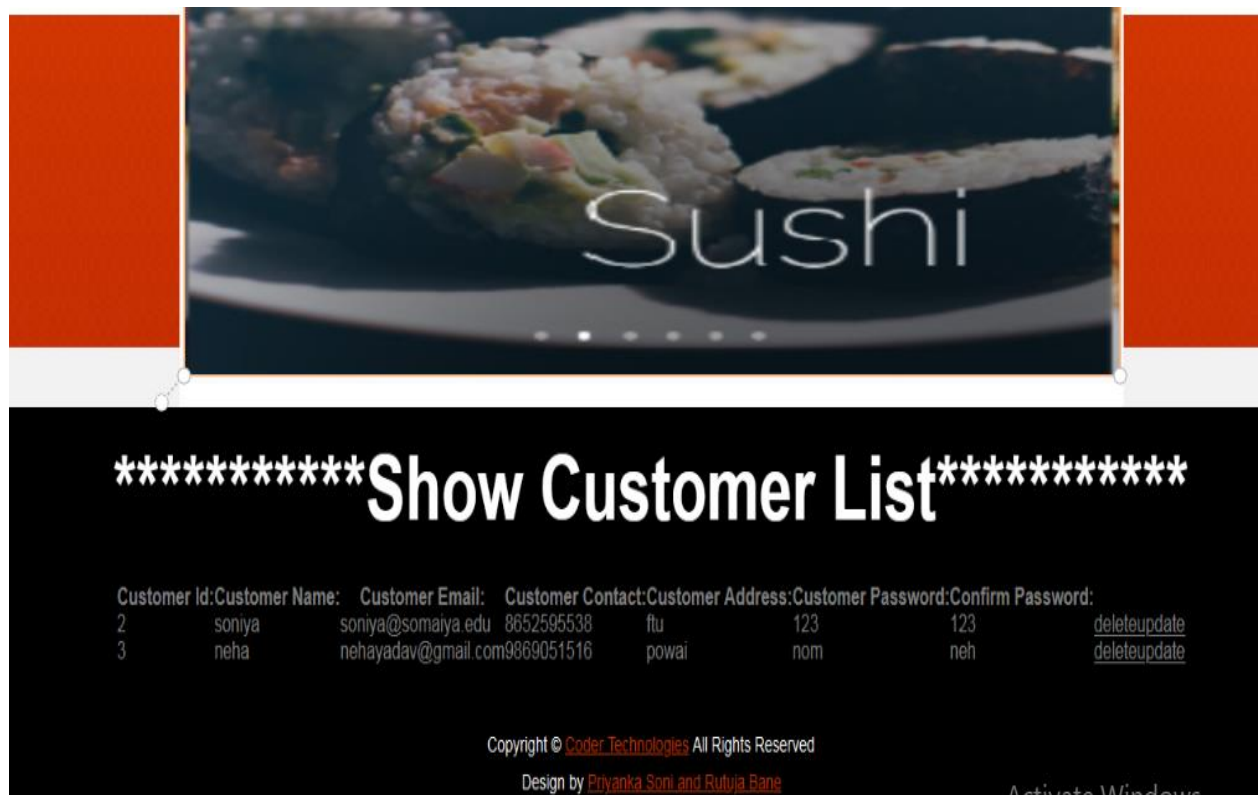 Sushi
***********Show Customer List***********
Customer Id:Customer Name: Customer Email: Customer Contact:Customer Address:Customer Password:Confirm Password:
2 soniya soniya@somaiya.edu 8652595538 ftu 123 123 deleteupdate
3 neha nehayadav@gmail.com9869051516 powai nom neh deleteupdate
Copyright © Coder Technologies All Rights Reserved
Design by Priyanka Soni and Rutuja Bane
Activate Windows